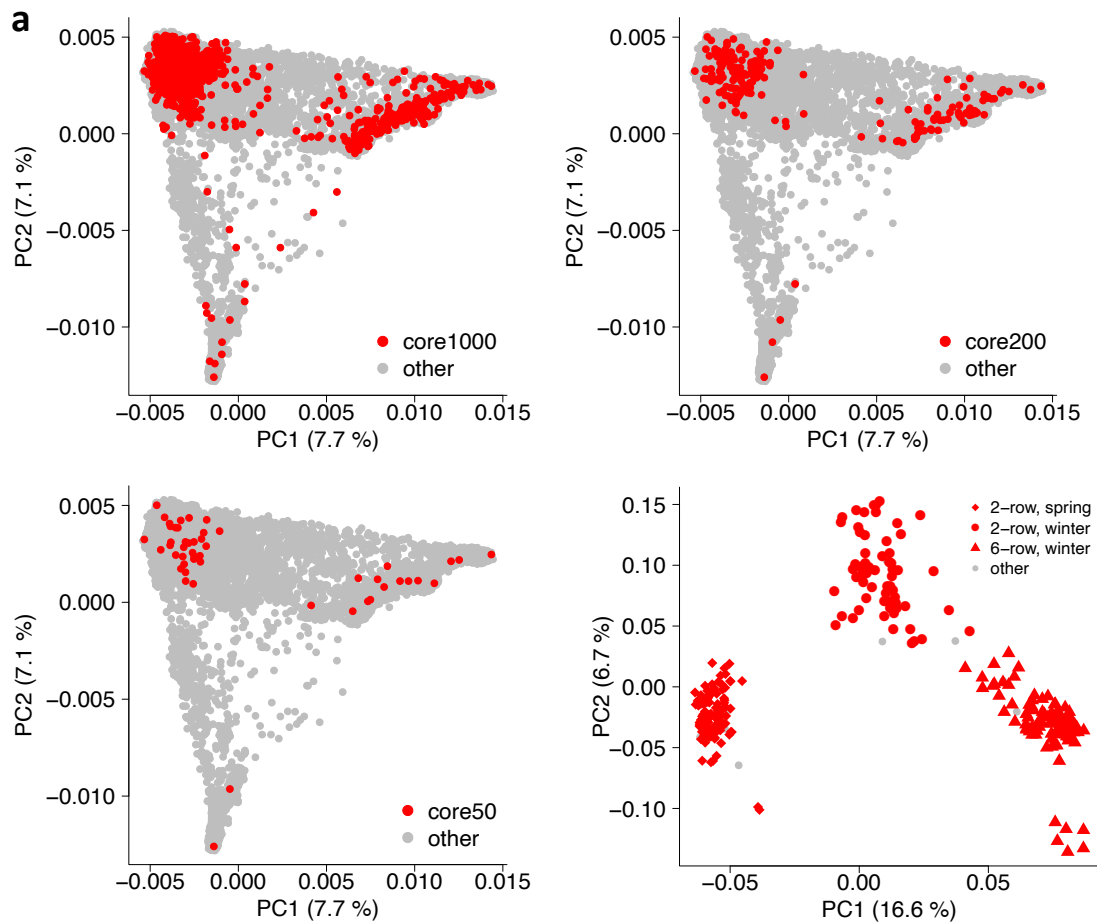 a
0.005
0.000
−0.005
−0.010
PC2 (7.1 %)
core1000
other
−0.005 0.000 0.005 0.010 0.015
PC1 (7.7 %)
0.005
0.000
−0.005
−0.010
PC2 (7.1 %)
core200
other
−0.005 0.000 0.005 0.010 0.015
PC1 (7.7 %)
0.005
0.000
−0.005
−0.010
PC2 (7.1 %)
core50
other
−0.005 0.000 0.005 0.010 0.015
PC1 (7.7 %)
0.15
0.10
0.05
0.00
−0.05
−0.10
PC2 (6.7 %)
2−row, spring
2−row, winter
6−row, winter
other
−0.05 0.00 0.05
PC1 (16.6 %)